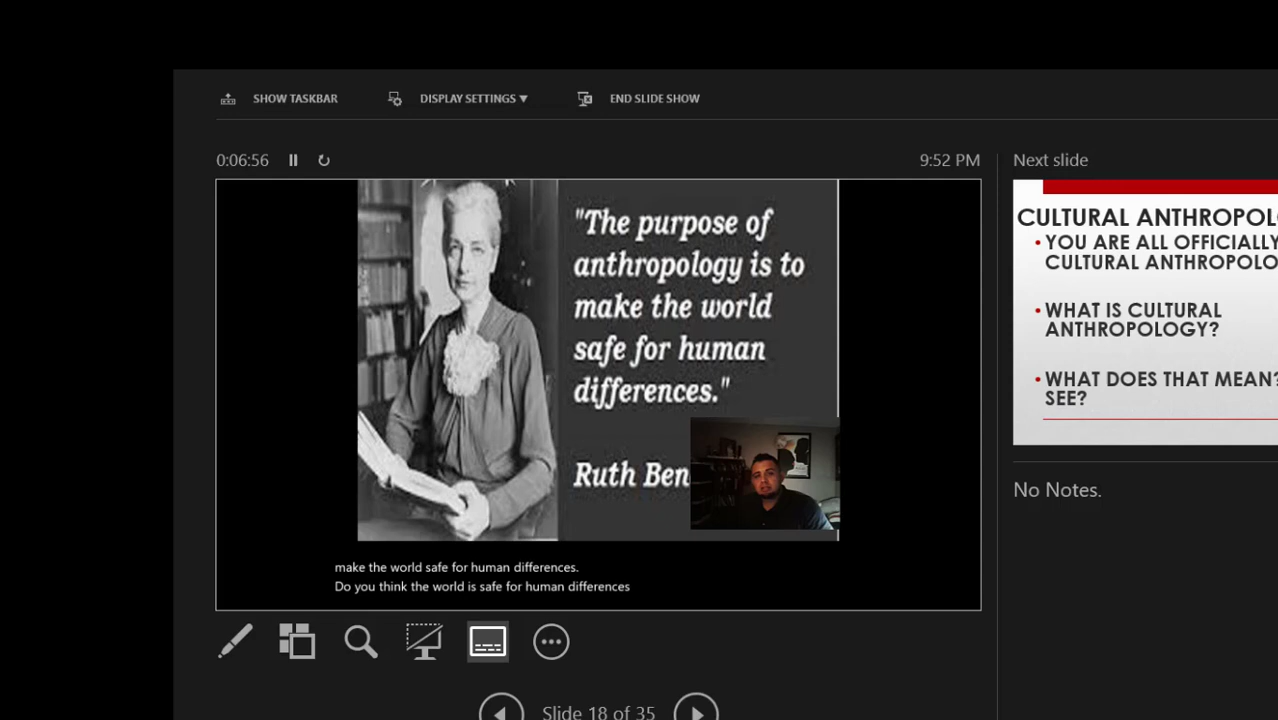 SHOW TASKBAR DISPLAY SETTINGS ▼ END SLIDE SHOW
0:06:56 9:52 PM
"The purpose of
anthropology is to
make the world
safe for human
differences."
Ruth Ben
make the world safe for human differences.
Do you think the world is safe for human differences
Slide 18 of 35
Next slide
CULTURAL ANTHROPOLO
• YOU ARE ALL OFFICIALLY
CULTURAL ANTHROPOLO
• WHAT IS CULTURAL
ANTHROPOLOGY?
• WHAT DOES THAT MEAN?
SEE?
No Notes.